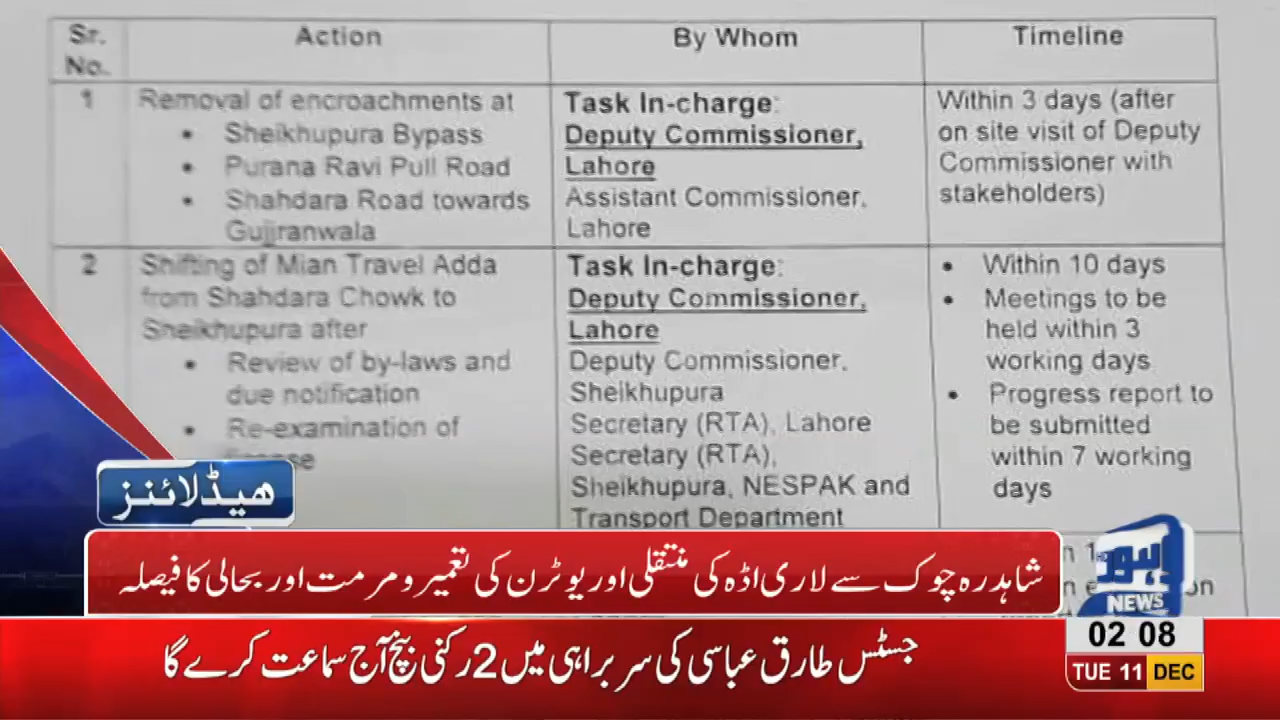 Sr. No.
Action
By Whom
Timeline
1
Removal of encroachments at
• Sheikhupura Bypass
• Purana Ravi Pull Road
• Shahdara Road towards
Gujjranwala
Task In-charge:
Deputy Commissioner,
Lahore
Assistant Commissioner,
Lahore
Within 3 days (after
on site visit of Deputy
Commissioner with
stakeholders)
2
Shifting of Mian Travel Adda
from Shahdara Chowk to
Sheikhupura after
• Review of by-laws and
due notification
• Re-examination of
Task In-charge:
Deputy Commissioner,
Lahore
Deputy Commissioner,
Sheikhupura
Secretary (RTA), Lahore
Secretary (RTA),
Sheikhupura, NESPAK and
Transport Department
• Within 10 days
• Meetings to be
held within 3
working days
• Progress report to
be submitted
within 7 working
days
ہیڈلائنز
شاہدرہ چوک سے لاری اڈہ کی منتقلی اور یوٹرن کی تعمیر و مرمت اور بحالی کا فیصلہ
جسٹس طارق عباسی کی سربراہی میں 2 رکنی بنچ آج سماعت کرے گا
لاہور
NEWS
02 08
TUE 11 DEC